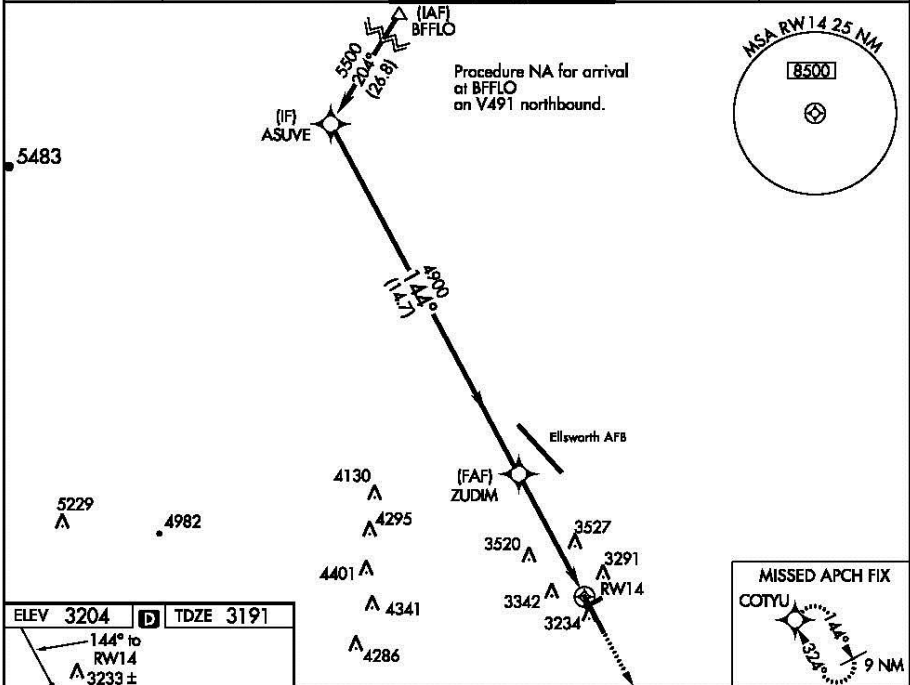 (IAF)
BFFLO
5500
204°
(26.8)
Procedure NA for arrival
at BFFLO
on V491 northbound.
MSA RW14 25 NM
8500
(IF)
ASUVE
5483
4900
144°
(14.7)
Ellsworth AFB
(FAF)
ZUDIM
4130
5229
4982
4295
3527
3520
3291
4401
RW14
3342
4341
3234
4286
MISSED APCH FIX
COTYU
144°
324°
9 NM
ELEV 3204 D TDZE 3191
144° to
RW14
3233 ±